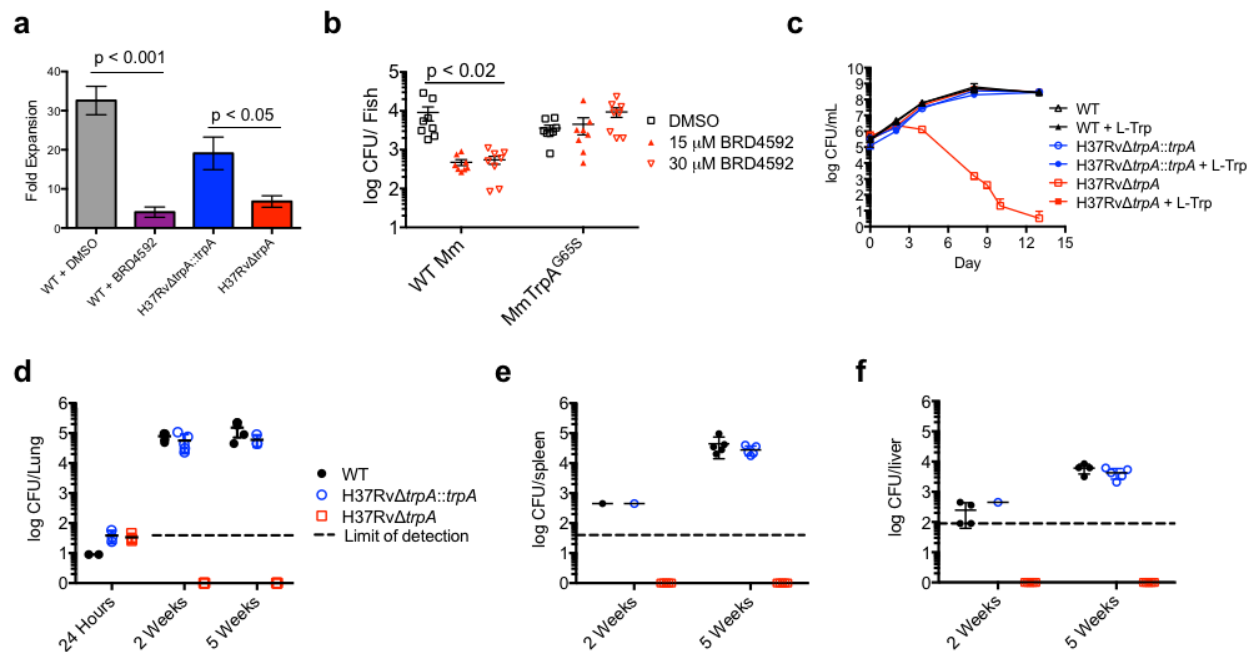 a
p < 0.001
p < 0.05
Fold Expansion
40
30
20
10
0
WT + DMSO
WT + BRD4592
H37RvΔtrpA::trpA
H37RvΔtrpA
b
p < 0.02
log CFU/ Fish
5
4
3
2
1
WT Mm
MmTrpA^G65S
DMSO
15 μM BRD4592
30 μM BRD4592
c
log CFU/mL
10
9
8
7
6
5
4
3
2
1
0
0 3 6 9 12 15
Day
WT
WT + L-Trp
H37RvΔtrpA::trpA
H37RvΔtrpA::trpA + L-Trp
H37RvΔtrpA
H37RvΔtrpA + L-Trp
d
log CFU/Lung
6
5
4
3
2
1
0
24 Hours
2 Weeks
5 Weeks
WT
H37RvΔtrpA::trpA
H37RvΔtrpA
Limit of detection
e
log CFU/spleen
6
5
4
3
2
1
0
2 Weeks
5 Weeks
f
log CFU/liver
6
5
4
3
2
1
0
2 Weeks
5 Weeks